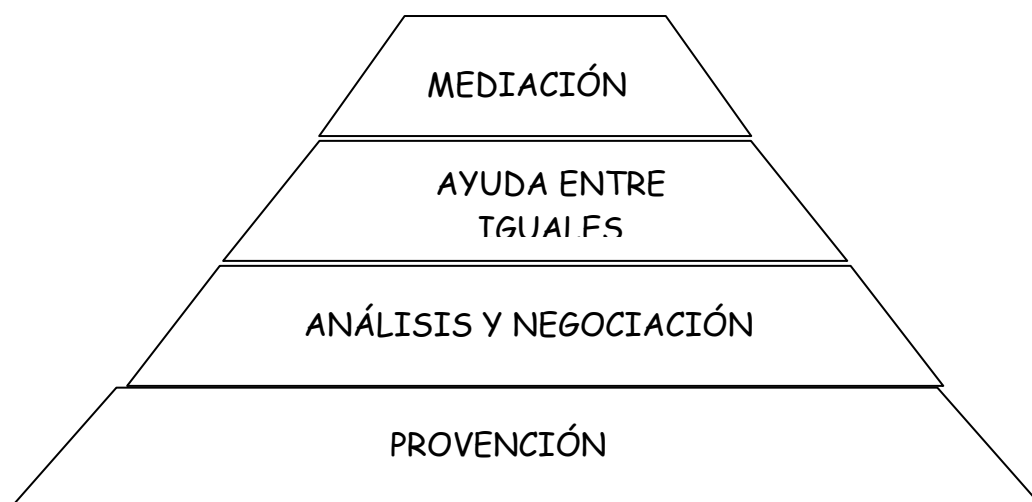 MEDIACIÓN
AYUDA ENTRE
IGUALES
ANÁLISIS Y NEGOCIACIÓN
PROVENCIÓN